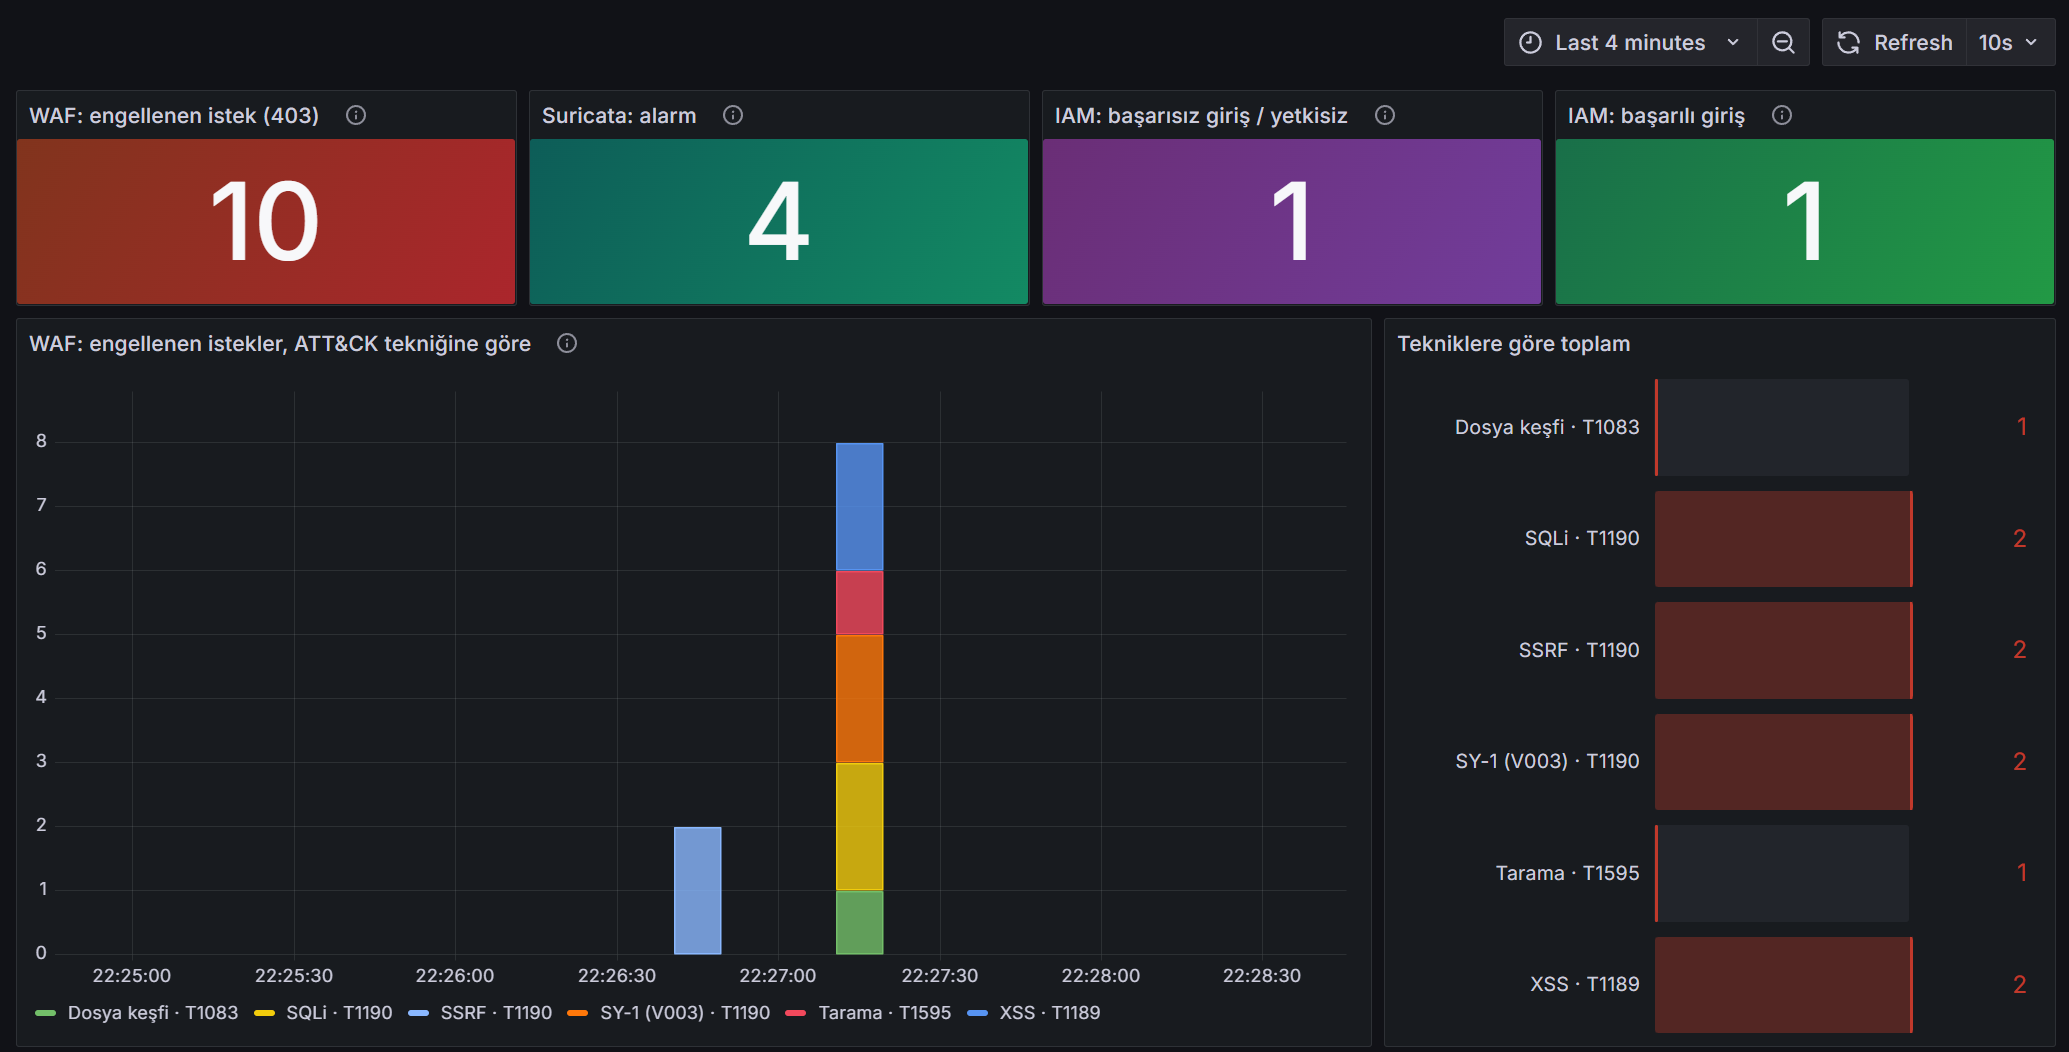 Last 4 minutes
Refresh
10s
WAF: engellenen istek (403)
10
Suricata: alarm
4
IAM: başarısız giriş / yetkisiz
1
IAM: başarılı giriş
1
WAF: engellenen istekler, ATT&CK tekniğine göre
8
7
6
5
4
3
2
1
0
22:25:00 22:25:30 22:26:00 22:26:30 22:27:00 22:27:30 22:28:00 22:28:30
Dosya keşfi · T1083 SQLi · T1190 SSRF · T1190 SY-1 (V003) · T1190 Tarama · T1595 XSS · T1189
Tekniklere göre toplam
Dosya keşfi · T1083 1
SQLi · T1190 2
SSRF · T1190 2
SY-1 (V003) · T1190 2
Tarama · T1595 1
XSS · T1189 2